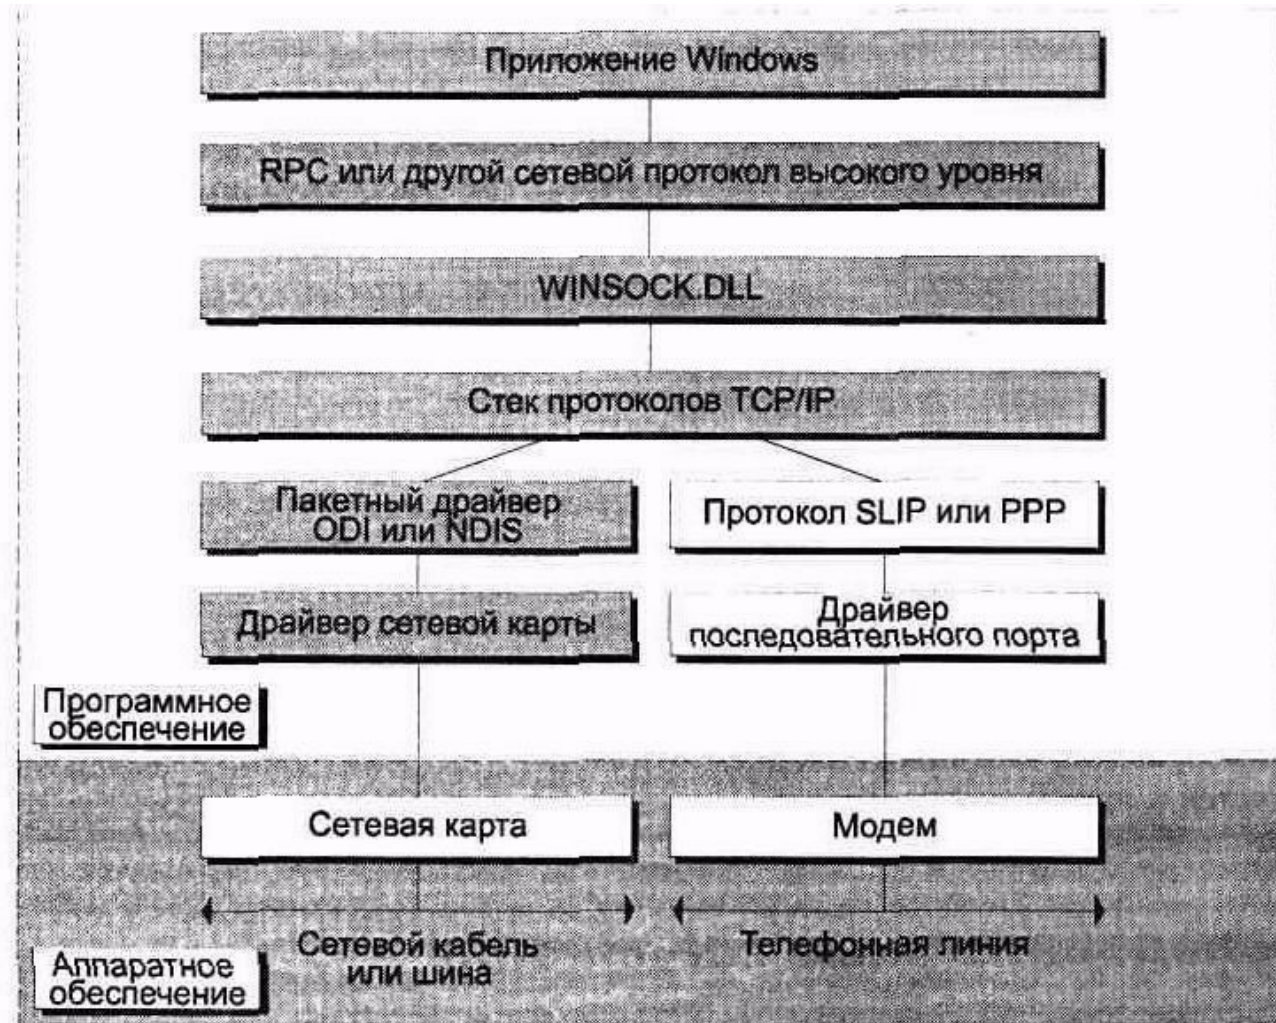 Приложение Windows
RPC или другой сетевой протокол высокого уровня
WINSOCK.DLL
Стек протоколов TCP/IP
Пакетный драйвер
ODI или NDIS
Протокол SLIP или PPP
Драйвер сетевой карты
Драйвер
последовательного порта
Программное
обеспечение
Сетевая карта
Модем
Сетевой кабель
или шина
Телефонная линия
Аппаратное
обеспечение